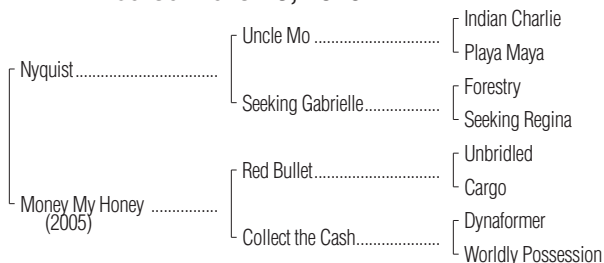 Indian Charlie
Uncle Mo
Playa Maya
Nyquist
Forestry
Seeking Gabrielle
Seeking Regina
Unbridled
Red Bullet
Cargo
Money My Honey
(2005)
Dynaformer
Collect the Cash
Worldly Possession